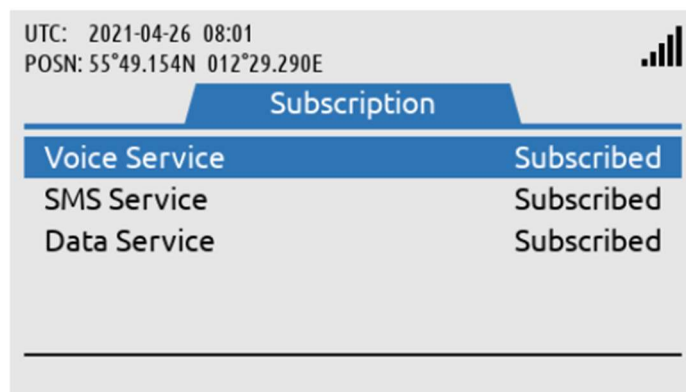 UTC: 2021-04-26 08:01
POSN: 55°49.154N 012°29.290E
Subscription
Voice Service Subscribed
SMS Service Subscribed
Data Service Subscribed